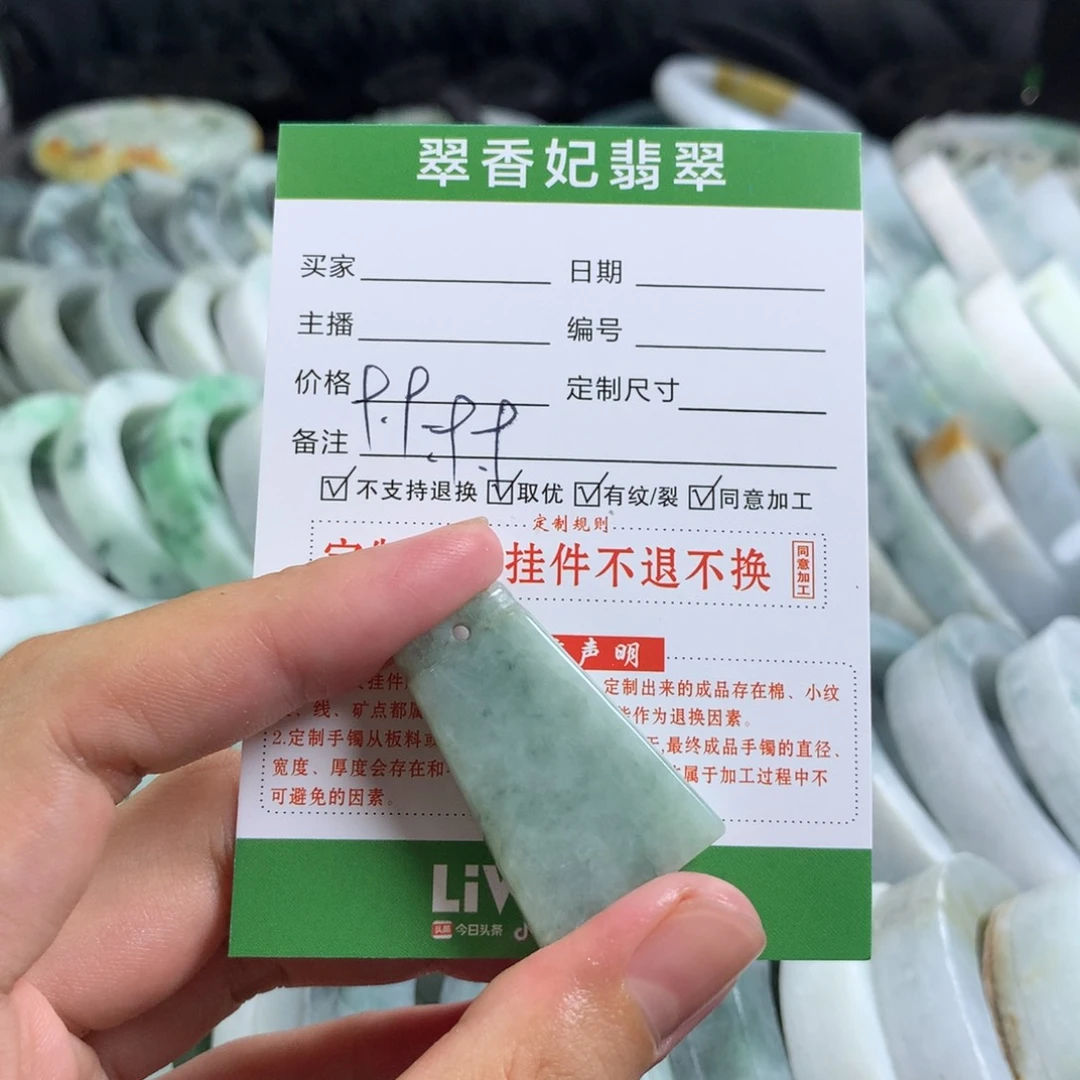 翠香妃翡翠
买家 日期
主播 编号
价格 定制尺寸
备注
不支持退换 取优 有纹/裂 同意加工
定制规则
挂件不退不换 同意加工
声明
挂件 定制出来的成品存在棉、小纹
线、矿点都属 能作为退换因素。
2.定制手镯从板料或 ,最终成品手镯的直径、
宽度、厚度会存在和 属于加工过程中不
可避免的因素。
LiV
头条 今日头条